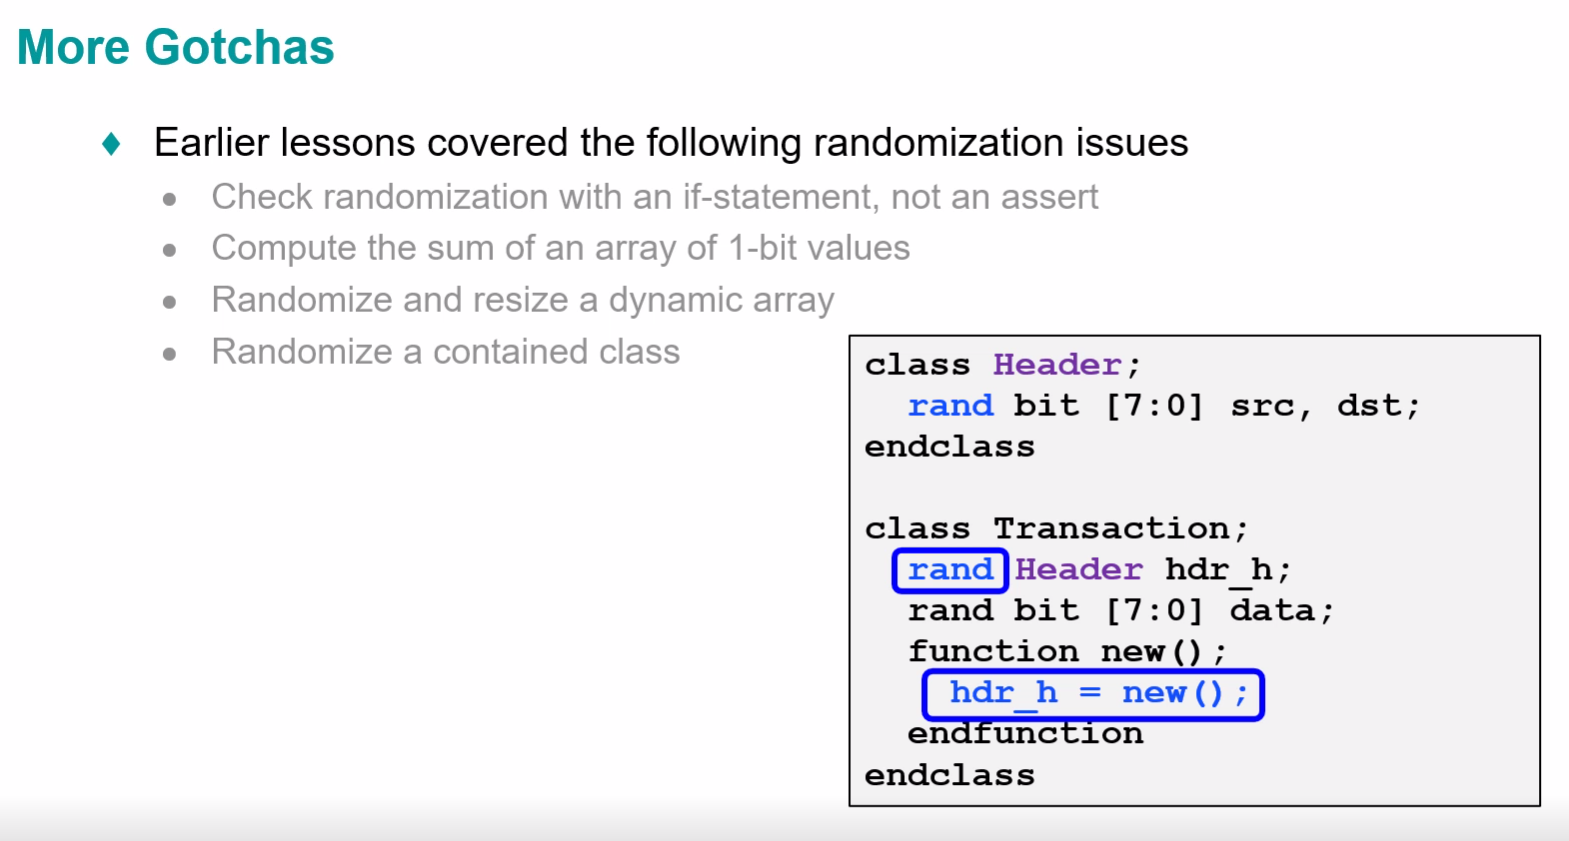 More Gotchas
Earlier lessons covered the following randomization issues
Check randomization with an if-statement, not an assert
Compute the sum of an array of 1-bit values
Randomize and resize a dynamic array
Randomize a contained class
class Header;
  rand bit [7:0] src, dst;
endclass

class Transaction;
  rand Header hdr_h;
  rand bit [7:0] data;
  function new();
    hdr_h = new();
  endfunction
endclass